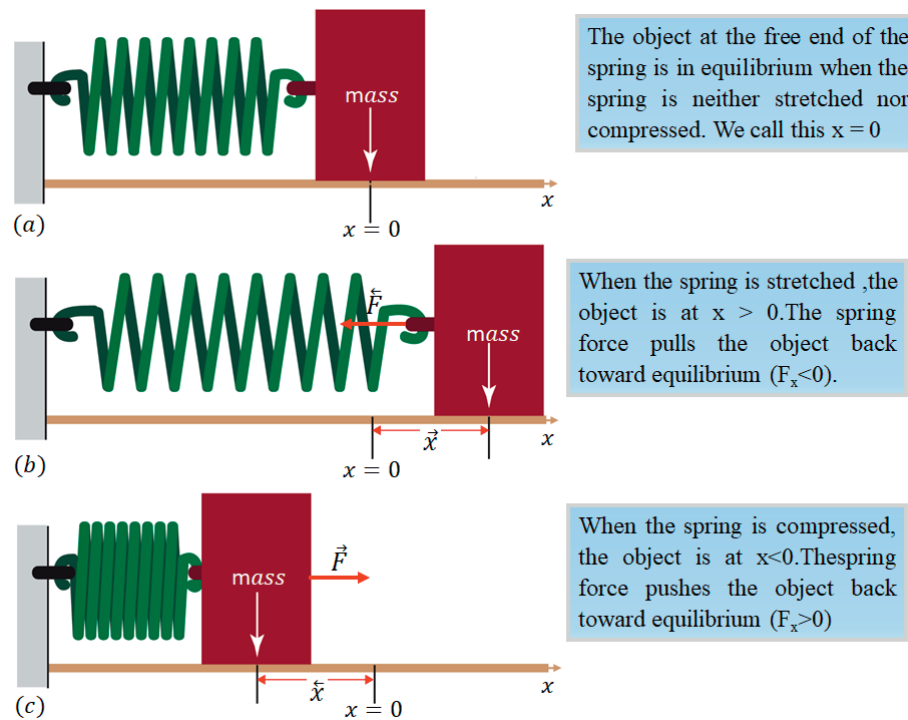 mass
The object at the free end of the
spring is in equilibrium when the
spring is neither stretched nor
compressed. We call this x = 0
x
(a)
x = 0
F⃖
mass
When the spring is stretched ,the
object is at x > 0.The spring
force pulls the object back
toward equilibrium (Fₓ<0).
x⃗
x
(b)
x = 0
mass
F⃗
When the spring is compressed,
the object is at x<0.Thespring
force pushes the object back
toward equilibrium (Fₓ>0)
x⃖
x
(c)
x = 0